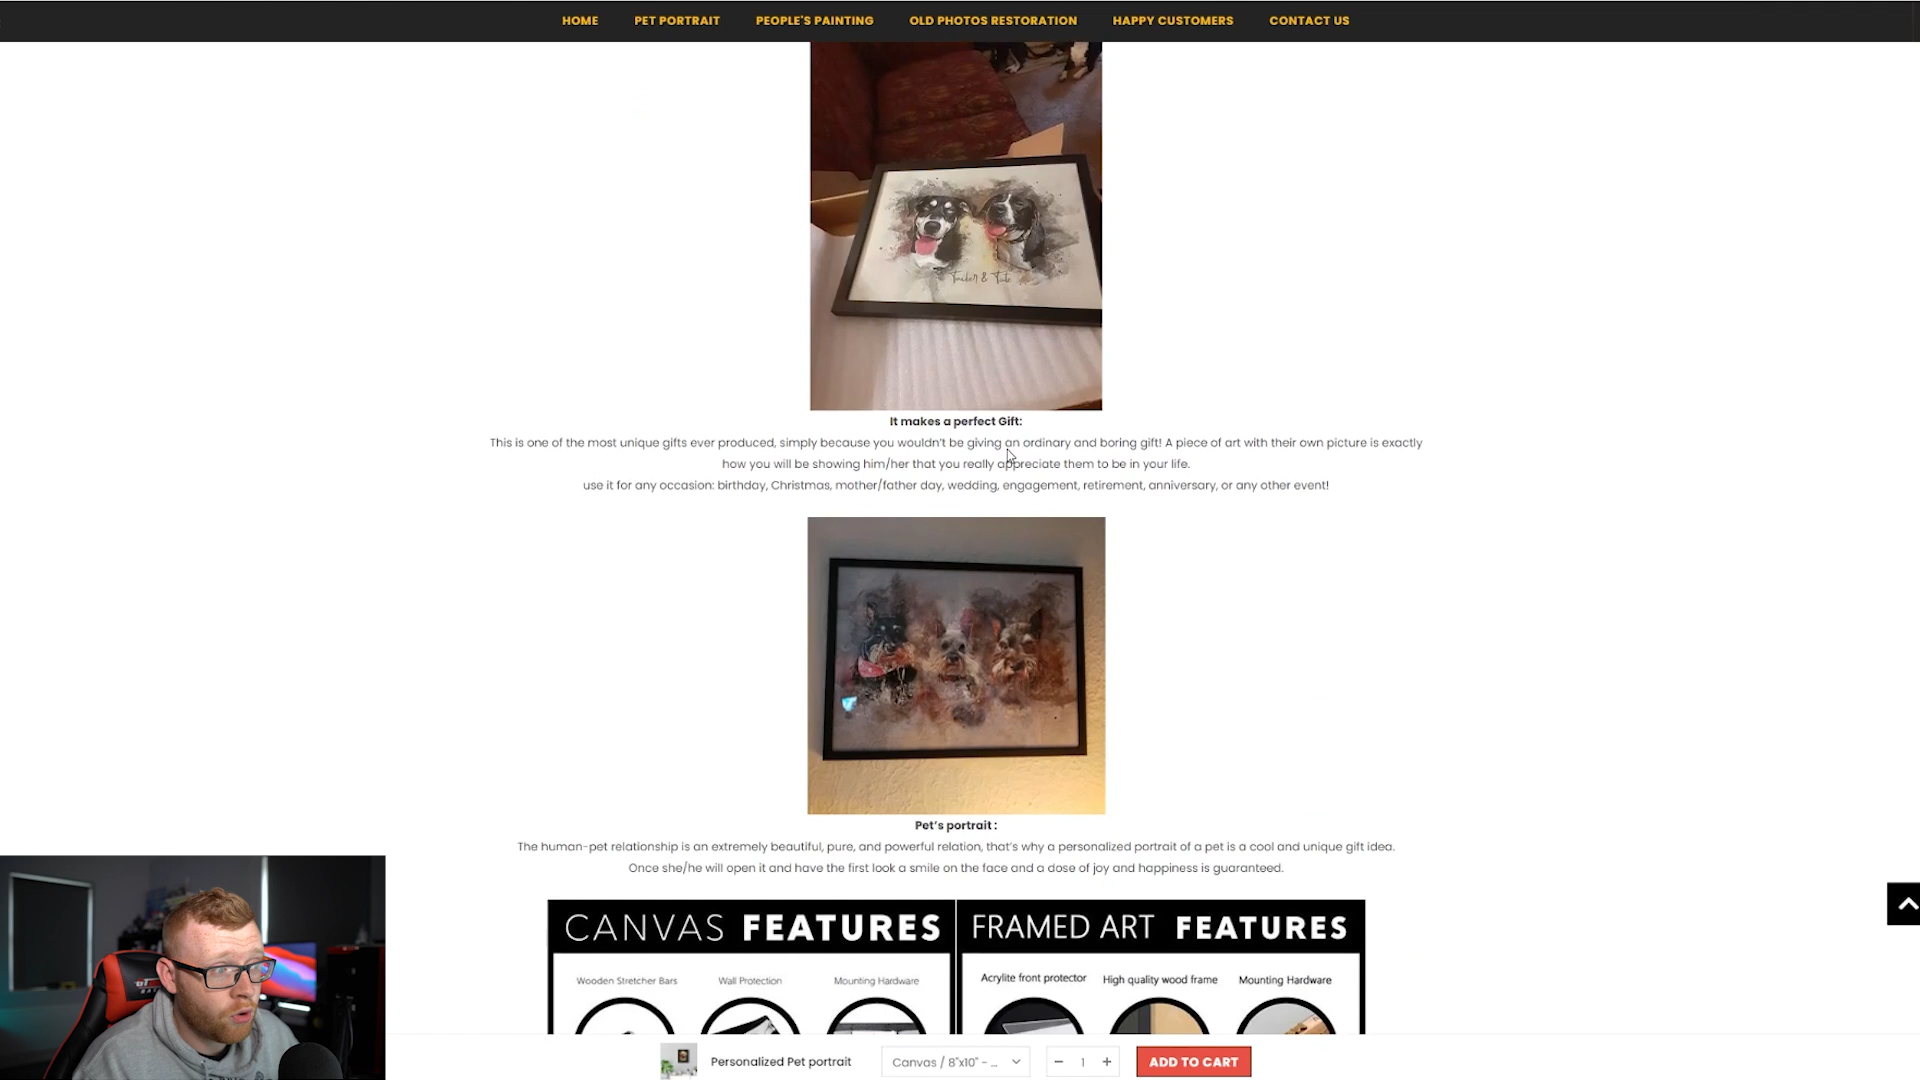 HOME PET PORTRAIT PEOPLE'S PAINTING OLD PHOTOS RESTORATION HAPPY CUSTOMERS CONTACT US
It makes a perfect Gift:
This is one of the most unique gifts ever produced, simply because you wouldn't be giving an ordinary and boring gift! A piece of art with their own picture is exactly
how you will be showing him/her that you really appreciate them to be in your life.
use it for any occasion: birthday, Christmas, mother/father day, wedding, engagement, retirement, anniversary, or any other event!
Pet's portrait :
The human-pet relationship is an extremely beautiful, pure, and powerful relation, that's why a personalized portrait of a pet is a cool and unique gift idea.
Once she/he will open it and have the first look a smile on the face and a dose of joy and happiness is guaranteed.
CANVAS FEATURES
Wooden Stretcher Bars Wall Protection Mounting Hardware
FRAMED ART FEATURES
Acrylite front protector High quality wood frame Mounting Hardware
Personalized Pet portrait Canvas / 8"x10" - ... − 1 + ADD TO CART